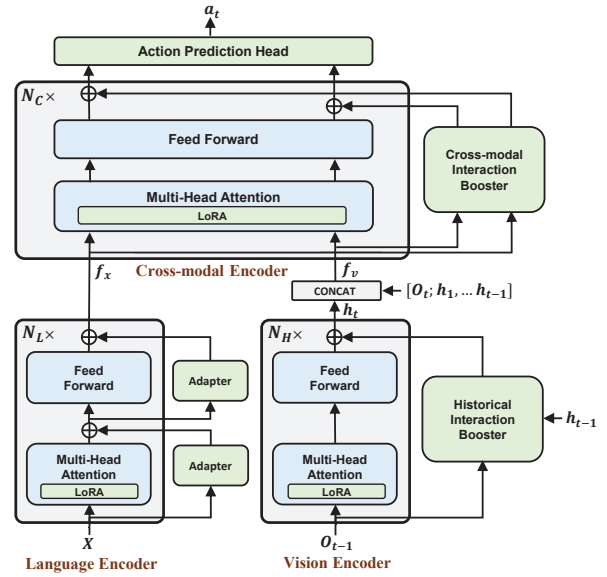 a_t
Action Prediction Head
N_C×
Feed Forward
Cross-modal
Interaction
Booster
Multi-Head Attention
LoRA
f_x
Cross-modal Encoder
f_v
CONCAT
[O_t; h_1, … h_{t-1}]
h_t
N_L×
Feed
Forward
Adapter
Multi-Head
Attention
LoRA
Adapter
X
Language Encoder
N_H×
Feed
Forward
Historical
Interaction
Booster
h_{t-1}
Multi-Head
Attention
LoRA
O_{t-1}
Vision Encoder